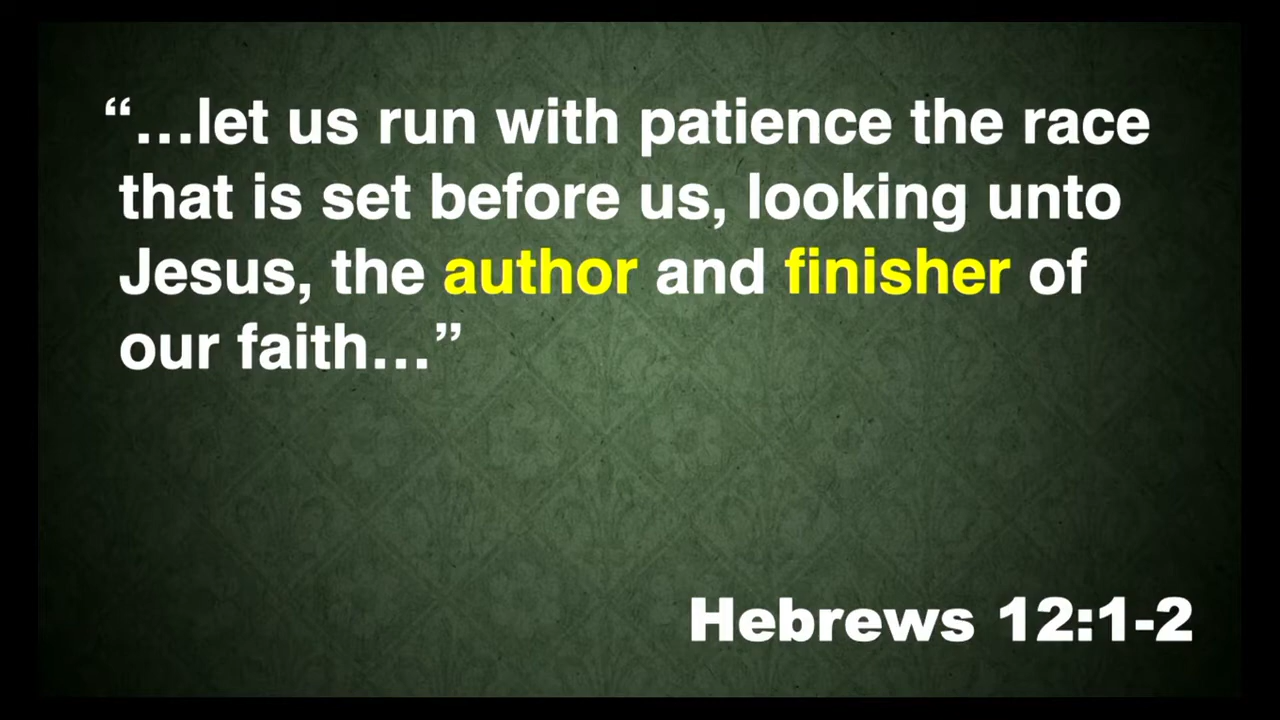 “…let us run with patience the race
that is set before us, looking unto
Jesus, the author and finisher of
our faith…”
Hebrews 12:1-2